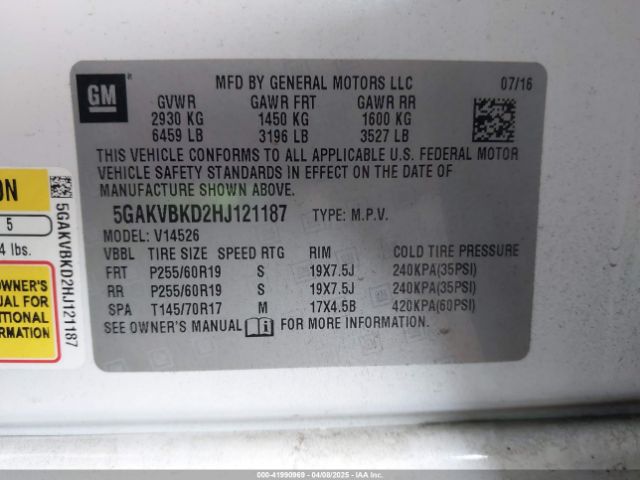 GM ®
MFD BY GENERAL MOTORS LLC 07/16
GVWR GAWR FRT GAWR RR
2930 KG 1450 KG 1600 KG
6459 LB 3196 LB 3527 LB
THIS VEHICLE CONFORMS TO ALL APPLICABLE U.S. FEDERAL MOTOR
VEHICLE SAFETY STANDARDS IN EFFECT ON THE DATE OF
MANUFACTURE SHOWN ABOVE.
5GAKVBKD2HJ121187 TYPE: M.P.V.
MODEL: V14526
VBBL TIRE SIZE SPEED RTG RIM COLD TIRE PRESSURE
FRT P255/60R19 S 19X7.5J 240KPA(35PSI)
RR P255/60R19 S 19X7.5J 240KPA(35PSI)
SPA T145/70R17 M 17X4.5B 420KPA(60PSI)
SEE OWNER'S MANUAL i FOR MORE INFORMATION.
ON
5
4 lbs.
OWNER'S
UAL FOR
ITIONAL
RMATION
5GAKVBKD2HJ121187
000-41990969 04/08/2025 IAA Inc.